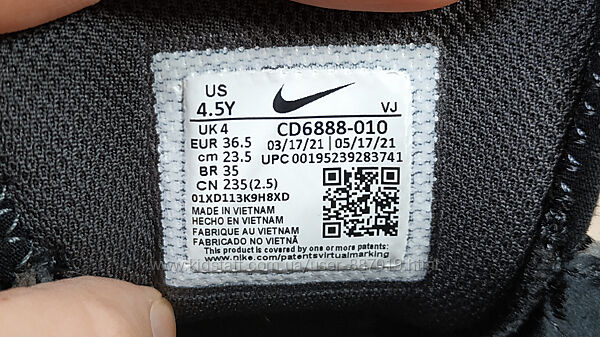 US
4.5Y
VJ
UK 4
CD6888-010
EUR 36.5
03/17/21 | 05/17/21
cm 23.5
UPC 00195239283741
BR 35
CN 235(2.5)
01XD113K9H8XD
MADE IN VIETNAM
HECHO EN VIETNAM
FABRIQUE AU VIETNAM
FABRICADO NO VIETNÃ
This product is covered by one or more patents:
www.nike.com/patentsvirtualmarking